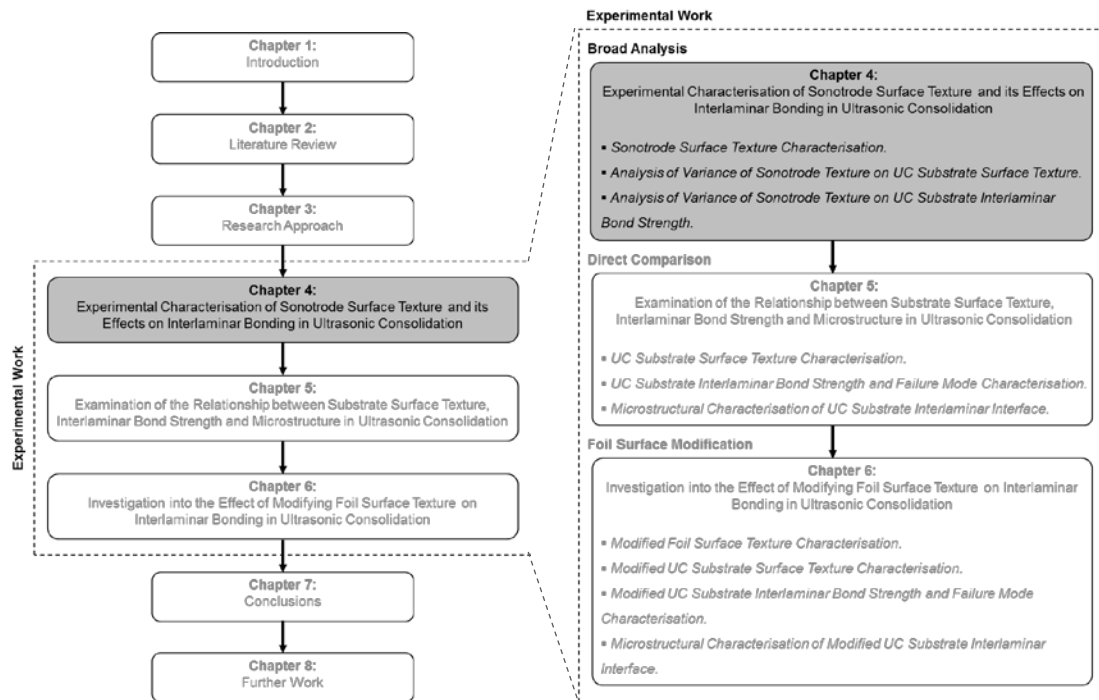 Chapter 1:
Introduction
Chapter 2:
Literature Review
Chapter 3:
Research Approach
Experimental Work
Chapter 4:
Experimental Characterisation of Sonotrode Surface Texture and its
Effects on Interlaminar Bonding in Ultrasonic Consolidation
Chapter 5:
Examination of the Relationship between Substrate Surface Texture,
Interlaminar Bond Strength and Microstructure in Ultrasonic Consolidation
Chapter 6:
Investigation into the Effect of Modifying Foil Surface Texture on
Interlaminar Bonding in Ultrasonic Consolidation
Chapter 7:
Conclusions
Chapter 8:
Further Work
Experimental Work
Broad Analysis
Chapter 4:
Experimental Characterisation of Sonotrode Surface Texture and its Effects on
Interlaminar Bonding in Ultrasonic Consolidation
▪ Sonotrode Surface Texture Characterisation.
▪ Analysis of Variance of Sonotrode Texture on UC Substrate Surface Texture.
▪ Analysis of Variance of Sonotrode Texture on UC Substrate Interlaminar
Bond Strength.
Direct Comparison
Chapter 5:
Examination of the Relationship between Substrate Surface Texture,
Interlaminar Bond Strength and Microstructure in Ultrasonic Consolidation
▪ UC Substrate Surface Texture Characterisation.
▪ UC Substrate Interlaminar Bond Strength and Failure Mode Characterisation.
▪ Microstructural Characterisation of UC Substrate Interlaminar Interface.
Foil Surface Modification
Chapter 6:
Investigation into the Effect of Modifying Foil Surface Texture on Interlaminar
Bonding in Ultrasonic Consolidation
▪ Modified Foil Surface Texture Characterisation.
▪ Modified UC Substrate Surface Texture Characterisation.
▪ Modified UC Substrate Interlaminar Bond Strength and Failure Mode
Characterisation.
▪ Microstructural Characterisation of Modified UC Substrate Interlaminar
Interface.